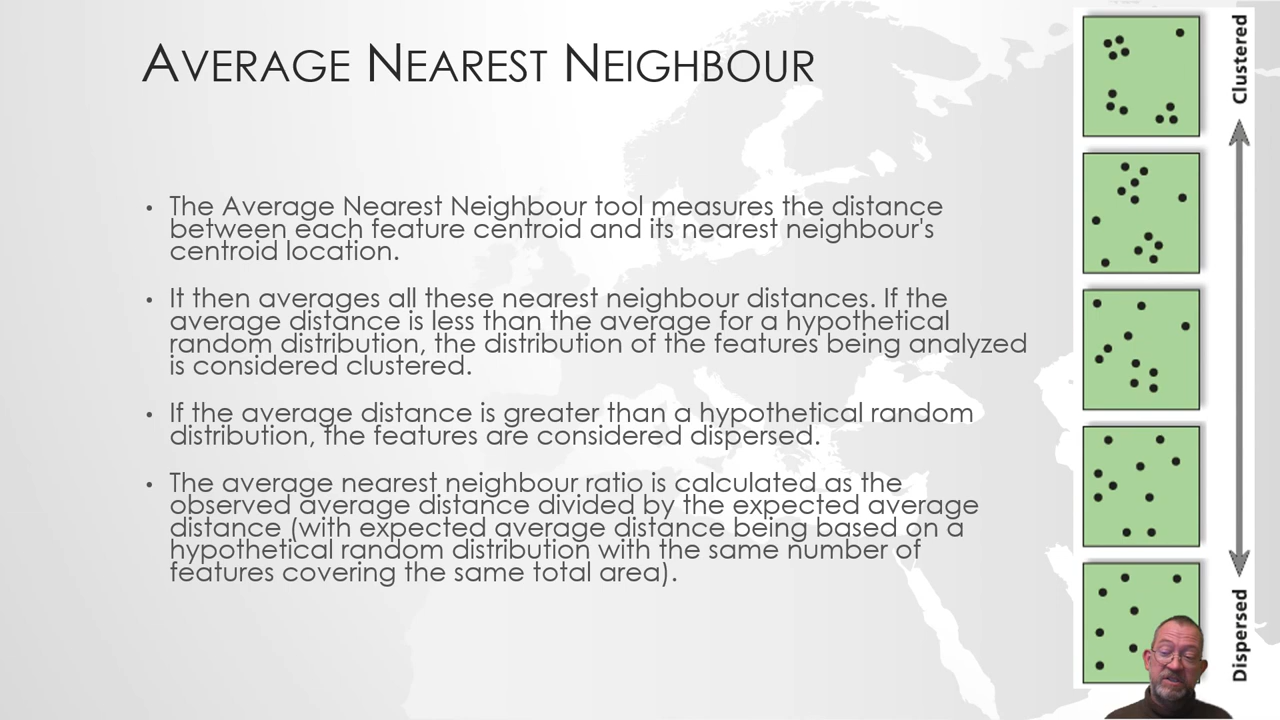 AVERAGE NEAREST NEIGHBOUR
• The Average Nearest Neighbour tool measures the distance
between each feature centroid and its nearest neighbour's
centroid location.
• It then averages all these nearest neighbour distances. If the
average distance is less than the average for a hypothetical
random distribution, the distribution of the features being analyzed
is considered clustered.
• If the average distance is greater than a hypothetical random
distribution, the features are considered dispersed.
• The average nearest neighbour ratio is calculated as the
observed average distance divided by the expected average
distance (with expected average distance being based on a
hypothetical random distribution with the same number of
features covering the same total area).
Clustered
Dispersed